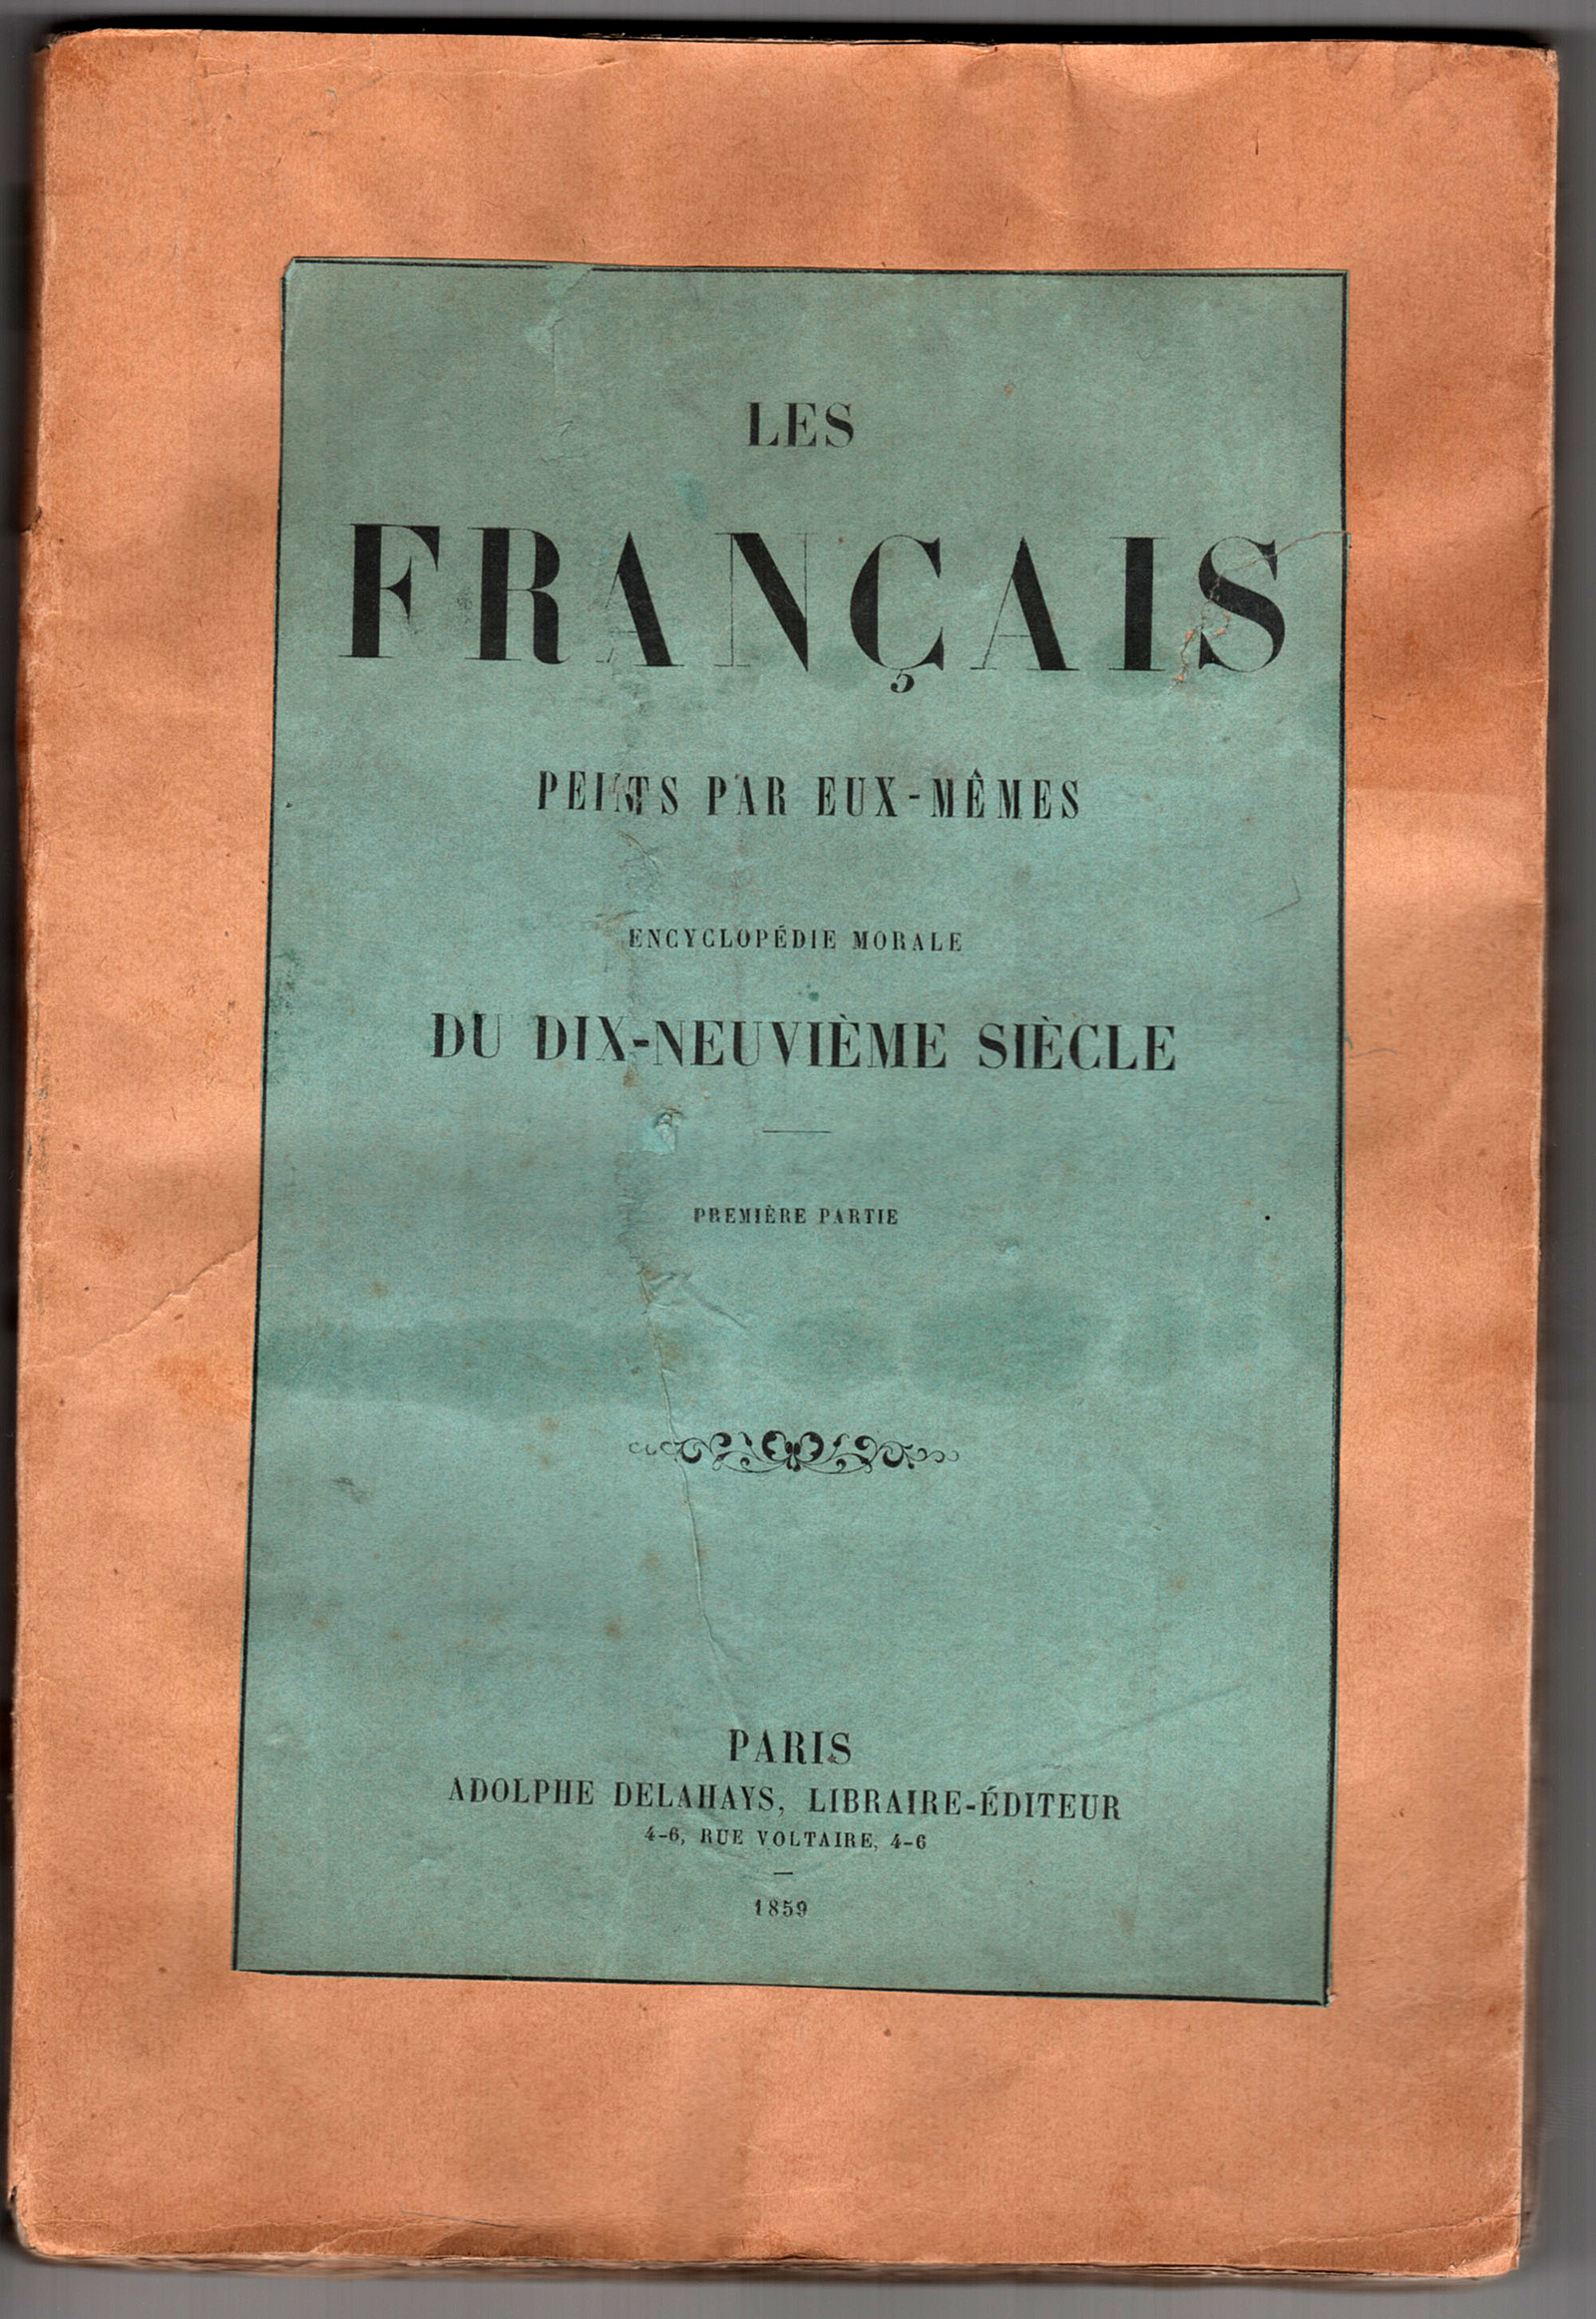 LES
FRANÇAIS
PEINTS PAR EUX-MÊMES
ENCYCLOPÉDIE MORALE
DU DIX-NEUVIÈME SIÈCLE
PREMIÈRE PARTIE
PARIS
ADOLPHE DELAHAYS, LIBRAIRE-ÉDITEUR
4-6, RUE VOLTAIRE, 4-6
1859